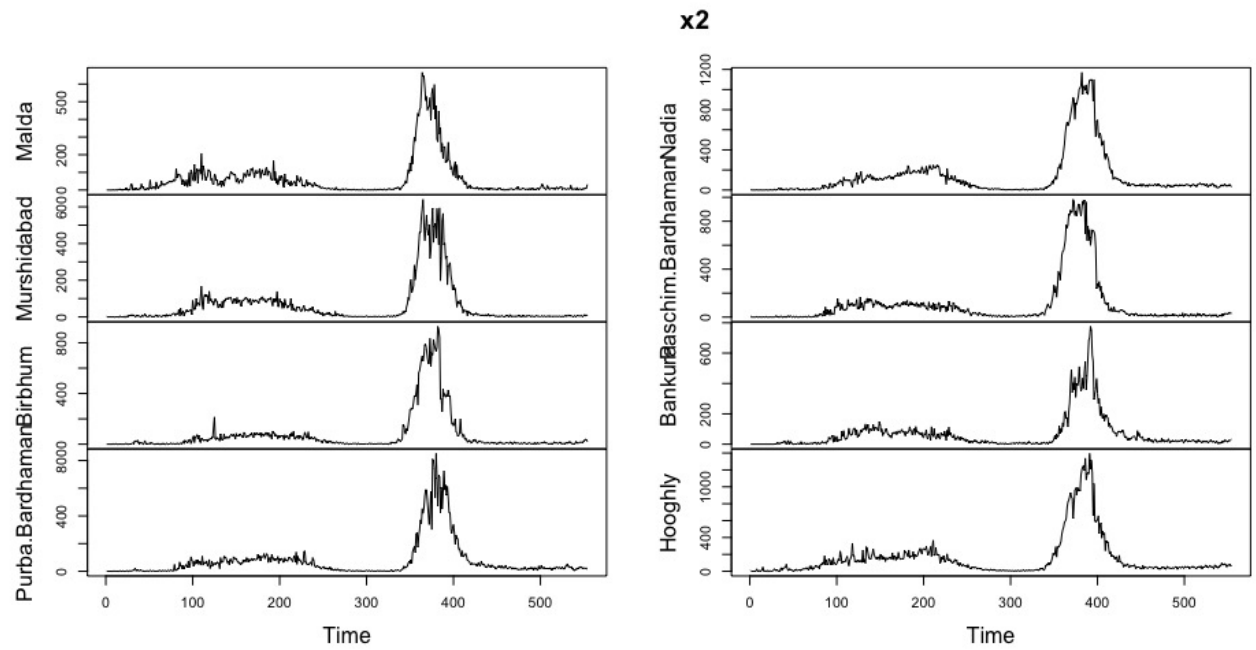 x2
Malda
0 200 500
Murshidabad
0 200 400 600
Birbhum
0 400 800
Purba.Bardhaman
0 400 800
0 100 200 300 400 500
Time
Nadia
0 400 800 1200
Paschim.Bardhaman
0 400 800
Bankura
0 200 600
Hooghly
0 400 1000
0 100 200 300 400 500
Time